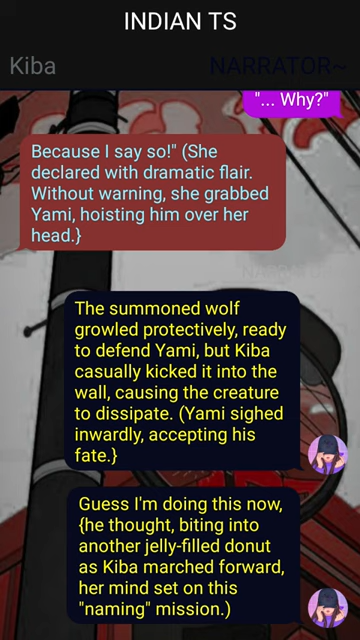 INDIAN TS
Kiba
NARRATOR~
"... Why?"
Because I say so!" (She
declared with dramatic flair.
Without warning, she grabbed
Yami, hoisting him over her
head.}
NARRATOR~
The summoned wolf
growled protectively, ready
to defend Yami, but Kiba
casually kicked it into the
wall, causing the creature
to dissipate. (Yami sighed
inwardly, accepting his
fate.}
Guess I'm doing this now,
{he thought, biting into
another jelly-filled donut
as Kiba marched forward,
her mind set on this
"naming" mission.)